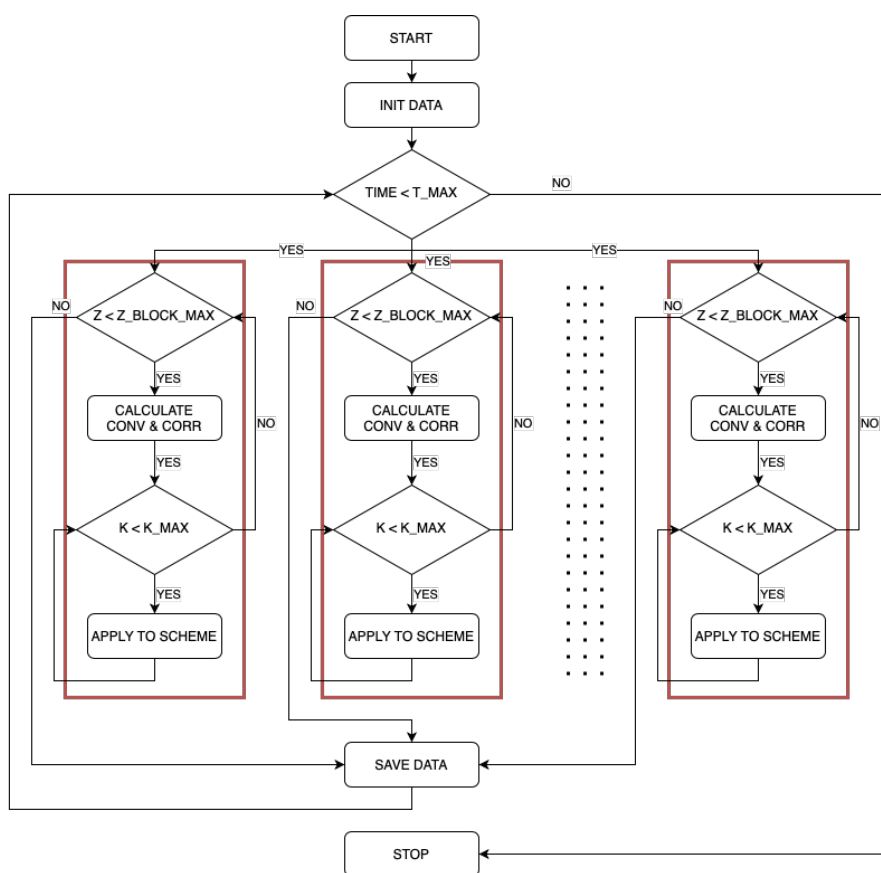 START
INIT DATA
TIME < T_MAX
NO
YES
YES
YES
NO
Z < Z_BLOCK_MAX
NO
Z < Z_BLOCK_MAX
NO
Z < Z_BLOCK_MAX
YES
YES
YES
CALCULATE
CONV & CORR
NO
CALCULATE
CONV & CORR
NO
CALCULATE
CONV & CORR
NO
YES
YES
YES
K < K_MAX
K < K_MAX
K < K_MAX
YES
YES
YES
APPLY TO SCHEME
APPLY TO SCHEME
APPLY TO SCHEME
SAVE DATA
STOP